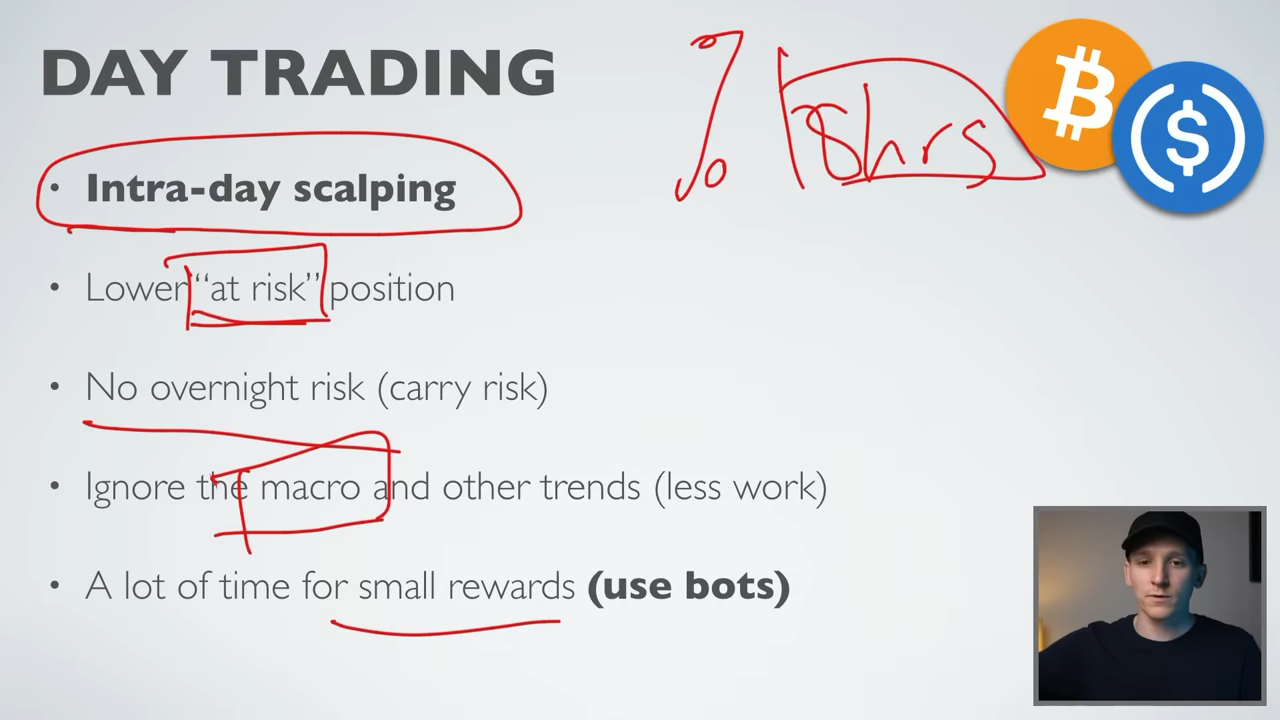 DAY TRADING
% 8hrs
• Intra-day scalping
• Lower “at risk” position
• No overnight risk (carry risk)
• Ignore the macro and other trends (less work)
• A lot of time for small rewards (use bots)